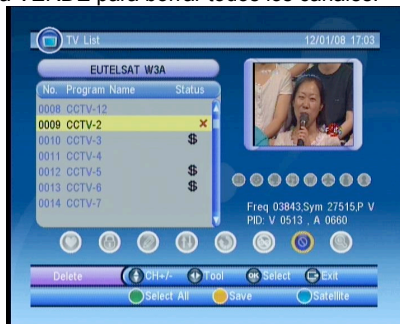 a VERDE para borrar todos los canales.
TV List
12/01/08 17:03
EUTELSAT W3A
No. Program Name Status
0008 CCTV-12
0009 CCTV-2 ×
0010 CCTV-3 $
0011 CCTV-4
0012 CCTV-5 $
0013 CCTV-6 $
0014 CCTV-7
Freq 03843,Sym 27515,P V
PID: V 0513 , A 0660
Delete CH+/- Tool OK Select Exit
Select All Save Satellite